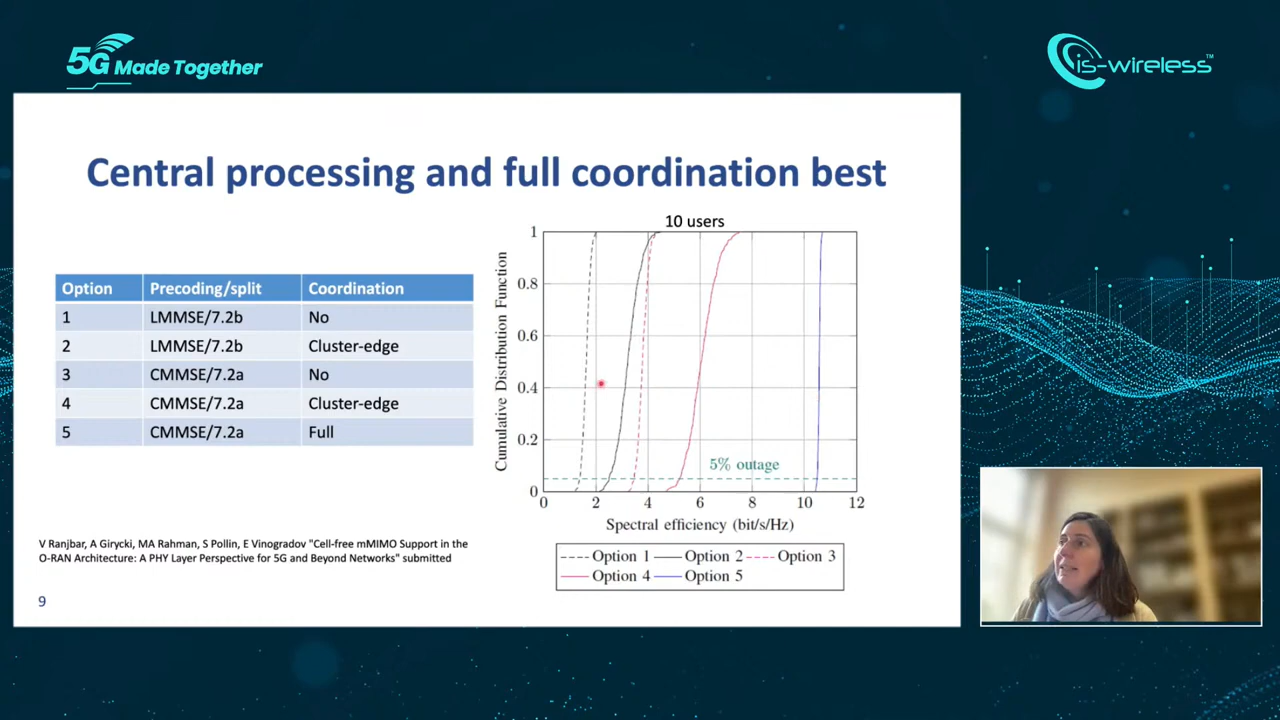 5G Made Together
is-wireless™
Central processing and full coordination best
Option Precoding/split Coordination
1 LMMSE/7.2b No
2 LMMSE/7.2b Cluster-edge
3 CMMSE/7.2a No
4 CMMSE/7.2a Cluster-edge
5 CMMSE/7.2a Full
10 users
Cumulative Distribution Function
1
0.8
0.6
0.4
0.2
0
5% outage
0 2 4 6 8 10 12
Spectral efficiency (bit/s/Hz)
Option 1 Option 2 Option 3
Option 4 Option 5
V Ranjbar, A Girycki, MA Rahman, S Pollin, E Vinogradov "Cell-free mMIMO Support in the
O-RAN Architecture: A PHY Layer Perspective for 5G and Beyond Networks" submitted
9